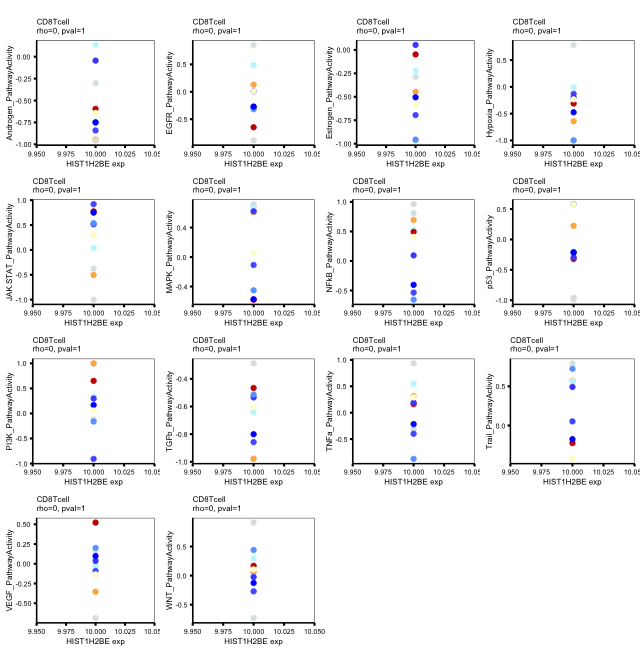 CD8Tcell
rho=0, pval=1
Androgen_PathwayActivity
0.00
-0.25
-0.50
-0.75
-1.00
9.950 9.975 10.000 10.025 10.05
HIST1H2BE exp
CD8Tcell
rho=0, pval=1
EGFR_PathwayActivity
0.5
0.0
-0.5
9.950 9.975 10.000 10.025 10.05
HIST1H2BE exp
CD8Tcell
rho=0, pval=1
Estrogen_PathwayActivity
0.00
-0.25
-0.50
-0.75
-1.00
9.950 9.975 10.000 10.025 10.05
HIST1H2BE exp
CD8Tcell
rho=0, pval=1
Hypoxia_PathwayActivity
0.5
0.0
-0.5
-1.0
9.950 9.975 10.000 10.025 10.05
HIST1H2BE exp
CD8Tcell
rho=0, pval=1
JAK.STAT_PathwayActivity
1.0
0.5
0.0
-0.5
-1.0
9.950 9.975 10.000 10.025 10.050
HIST1H2BE exp
CD8Tcell
rho=0, pval=1
MAPK_PathwayActivity
0.4
0.0
-0.4
9.950 9.975 10.000 10.025 10.050
HIST1H2BE exp
CD8Tcell
rho=0, pval=1
NFkB_PathwayActivity
1.0
0.5
0.0
-0.5
9.950 9.975 10.000 10.025 10.050
HIST1H2BE exp
CD8Tcell
rho=0, pval=1
p53_PathwayActivity
0.5
0.0
-0.5
-1.0
9.950 9.975 10.000 10.025 10.050
HIST1H2BE exp
CD8Tcell
rho=0, pval=1
PI3K_PathwayActivity
1.0
0.5
0.0
-0.5
-1.0
9.950 9.975 10.000 10.025 10.050
HIST1H2BE exp
CD8Tcell
rho=0, pval=1
TGFb_PathwayActivity
-0.4
-0.6
-0.8
-1.0
9.950 9.975 10.000 10.025 10.050
HIST1H2BE exp
CD8Tcell
rho=0, pval=1
TNFa_PathwayActivity
1.0
0.5
0.0
-0.5
9.950 9.975 10.000 10.025 10.050
HIST1H2BE exp
CD8Tcell
rho=0, pval=1
Trail_PathwayActivity
0.5
0.0
9.950 9.975 10.000 10.025 10.050
HIST1H2BE exp
CD8Tcell
rho=0, pval=1
VEGF_PathwayActivity
0.50
0.25
0.00
-0.25
-0.50
9.950 9.975 10.000 10.025 10.05
HIST1H2BE exp
CD8Tcell
rho=0, pval=1
WNT_PathwayActivity
0.5
0.0
-0.5
9.950 9.975 10.000 10.025 10.050
HIST1H2BE exp